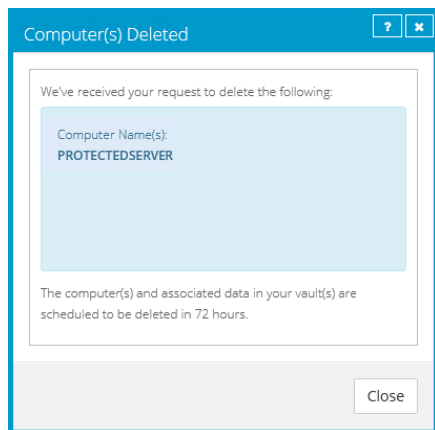 Computer(s) Deleted
?
×
We've received your request to delete the following:
Computer Name(s):
PROTECTEDSERVER
The computer(s) and associated data in your vault(s) are
scheduled to be deleted in 72 hours.
Close